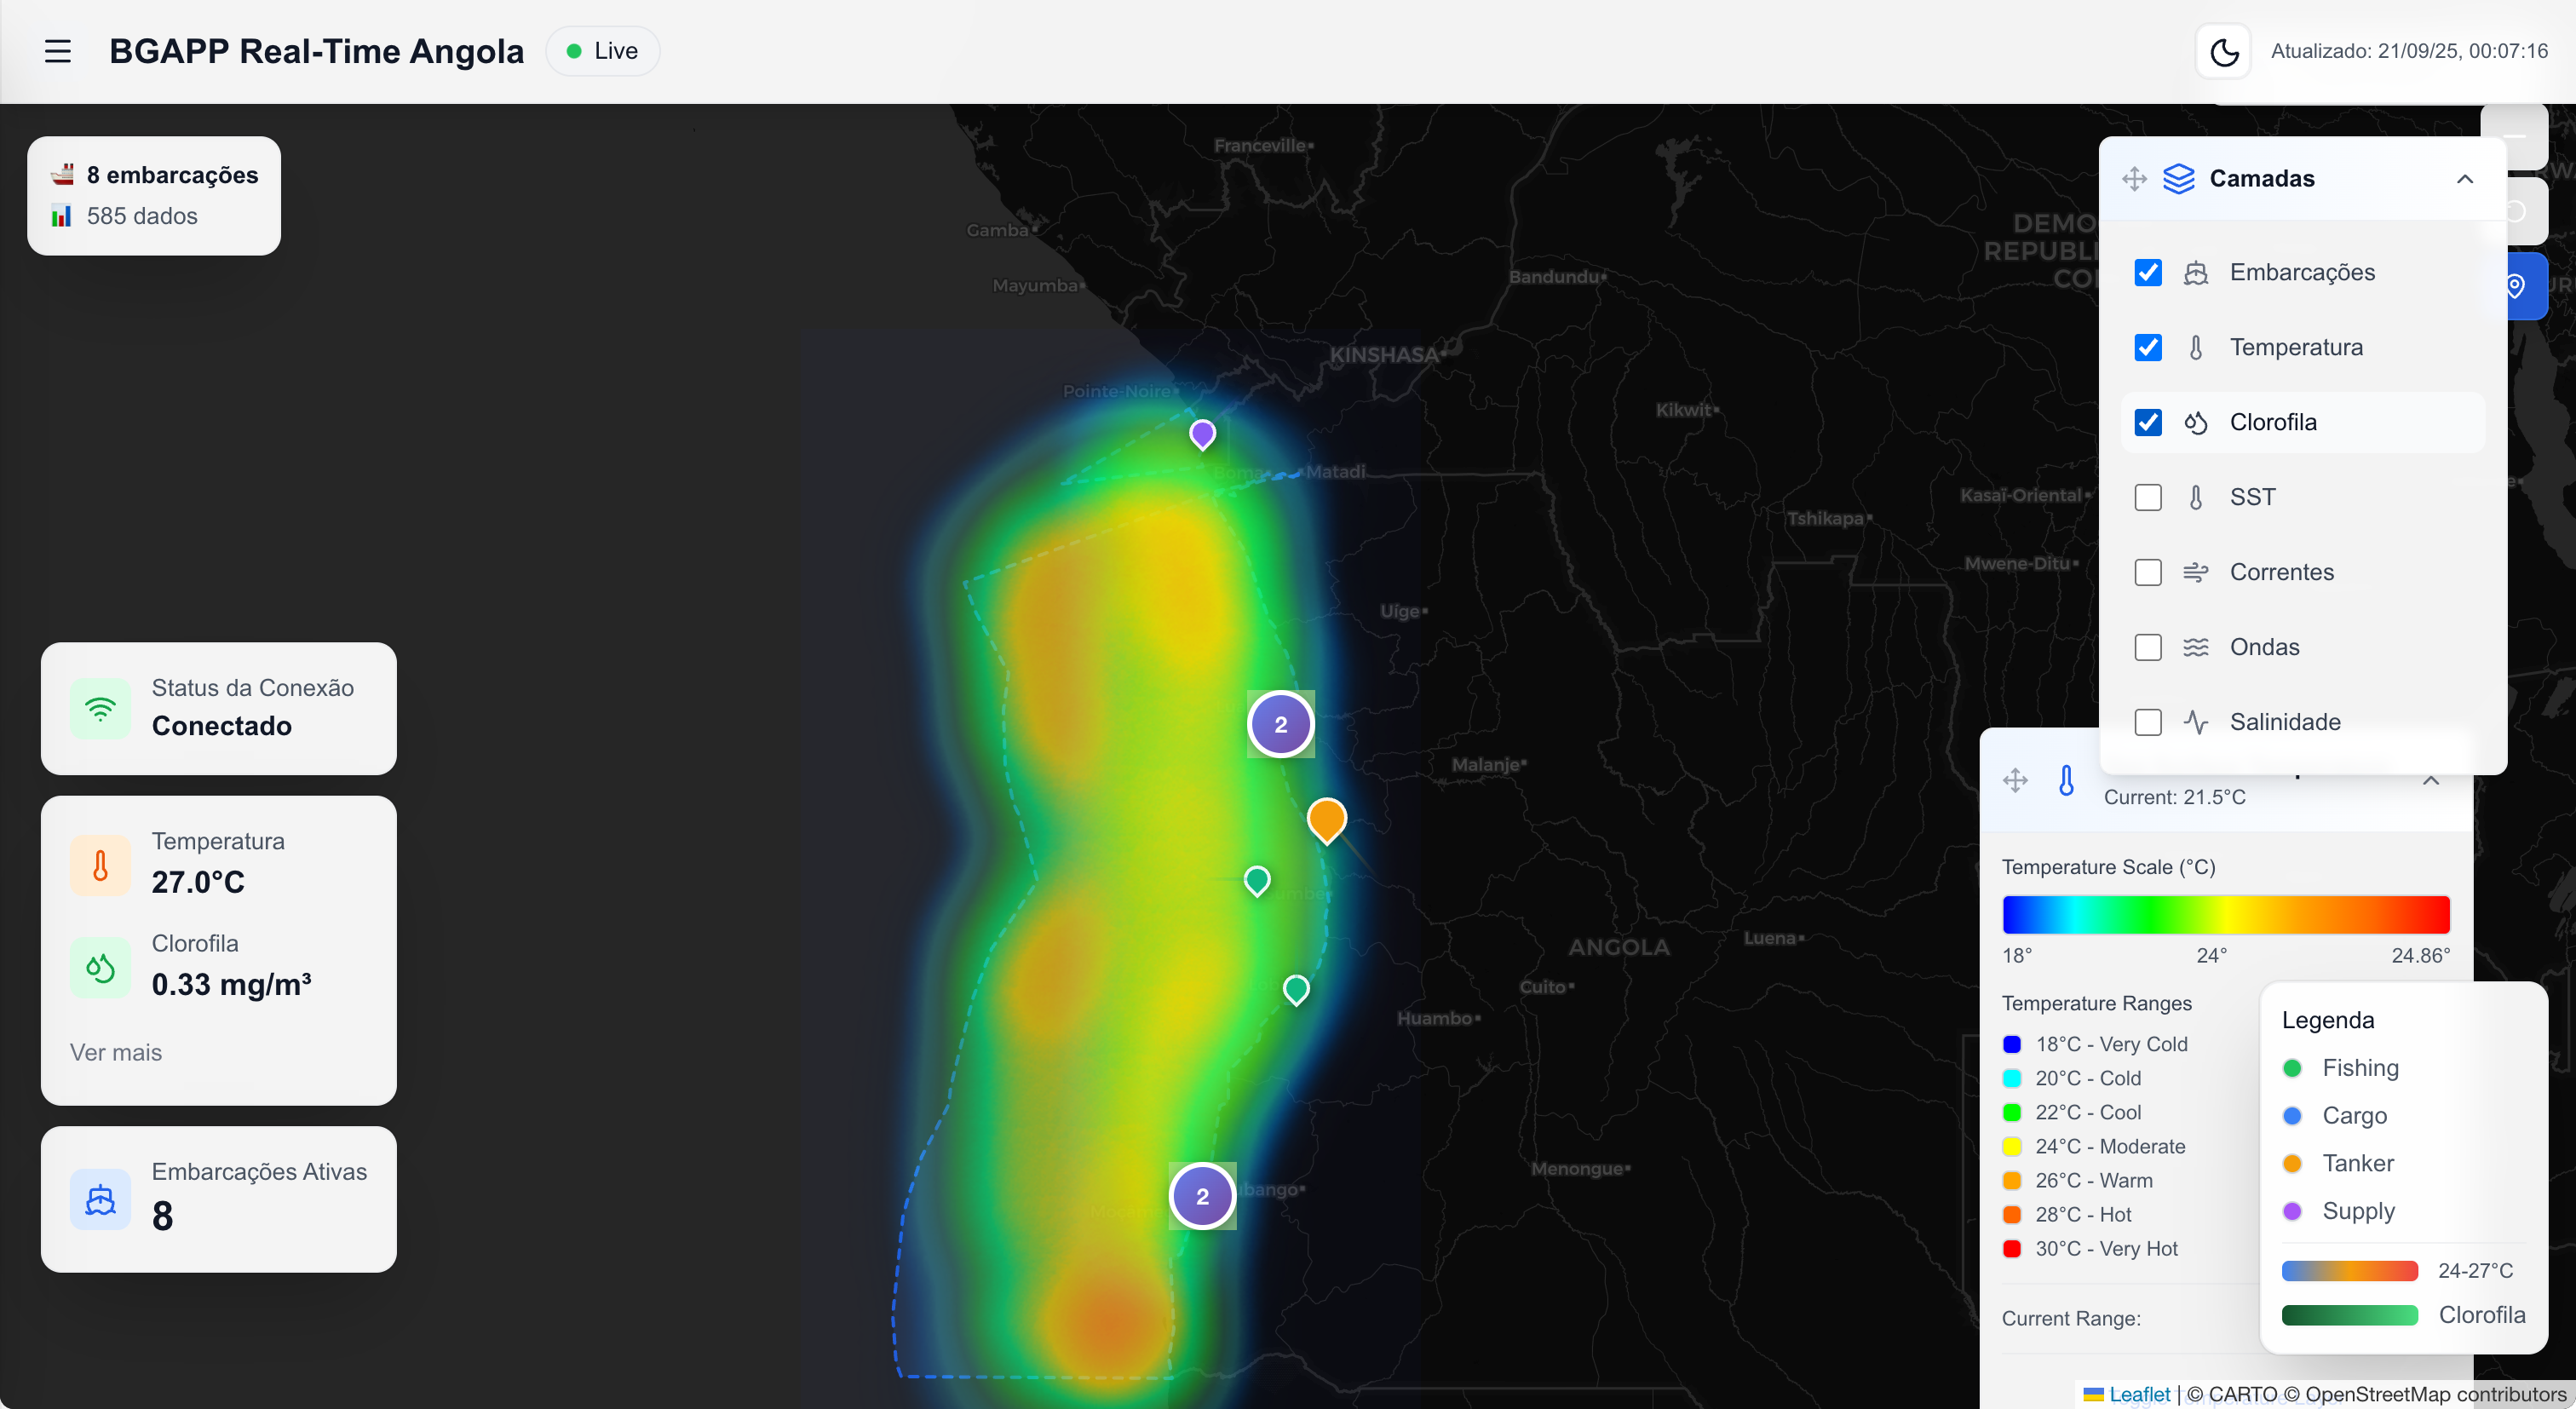 BGAPP Real-Time Angola
Live
Atualizado: 21/09/25, 00:07:16
8 embarcações
585 dados
Status da Conexão
Conectado
Temperatura
27.0°C
Clorofila
0.33 mg/m³
Ver mais
Embarcações Ativas
8
Franceville
Gamba
Mayumba
Bandundu
KINSHASA
Pointe-Noire
Kikwit
Boma
Matadi
Kasaï-Oriental
Tshikapa
Mwene-Ditu
Uíge
2
Malanje
ANGOLA
Luena
Cuito
Huambo
Menongue
2
Camadas
Embarcações
Temperatura
Clorofila
SST
Correntes
Ondas
Salinidade
Current: 21.5°C
Temperature Scale (°C)
18°
24°
24.86°
Temperature Ranges
18°C - Very Cold
20°C - Cold
22°C - Cool
24°C - Moderate
26°C - Warm
28°C - Hot
30°C - Very Hot
Current Range:
Legenda
Fishing
Cargo
Tanker
Supply
24-27°C
Clorofila
Leaflet | © CARTO © OpenStreetMap contributors